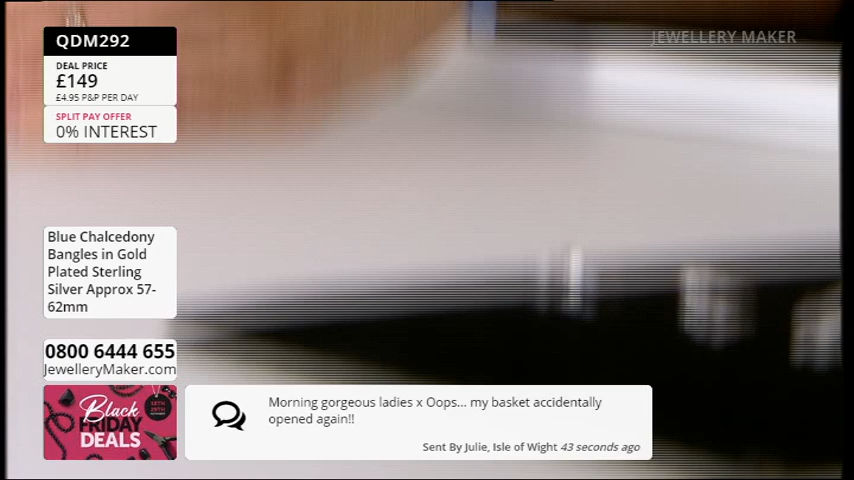 QDM292
JEWELLERY MAKER
DEAL PRICE
£149
£4.95 P&P PER DAY
SPLIT PAY OFFER
0% INTEREST
Blue Chalcedony
Bangles in Gold
Plated Sterling
Silver Approx 57-
62mm
0800 6444 655
JewelleryMaker.com
Black
FRIDAY
DEALS
Morning gorgeous ladies x Oops... my basket accidentally
opened again!!
Sent By Julie, Isle of Wight 43 seconds ago